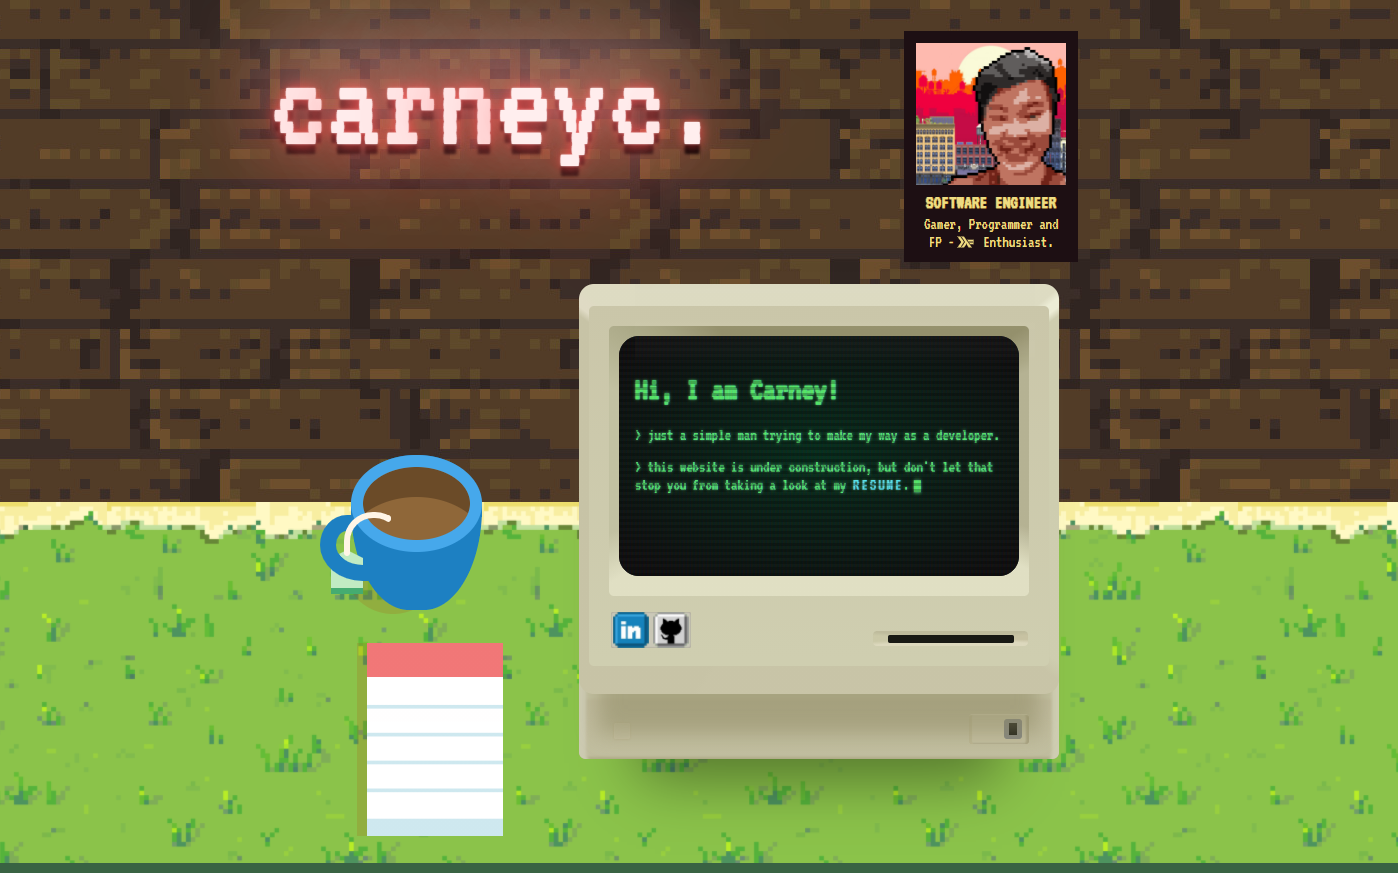 carneyc.
SOFTWARE ENGINEER
Gamer, Programmer and
FP - Enthusiast.
Hi, I am Carney!
> just a simple man trying to make my way as a developer.
> this website is under construction, but don't let that
stop you from taking a look at my RESUME.
in